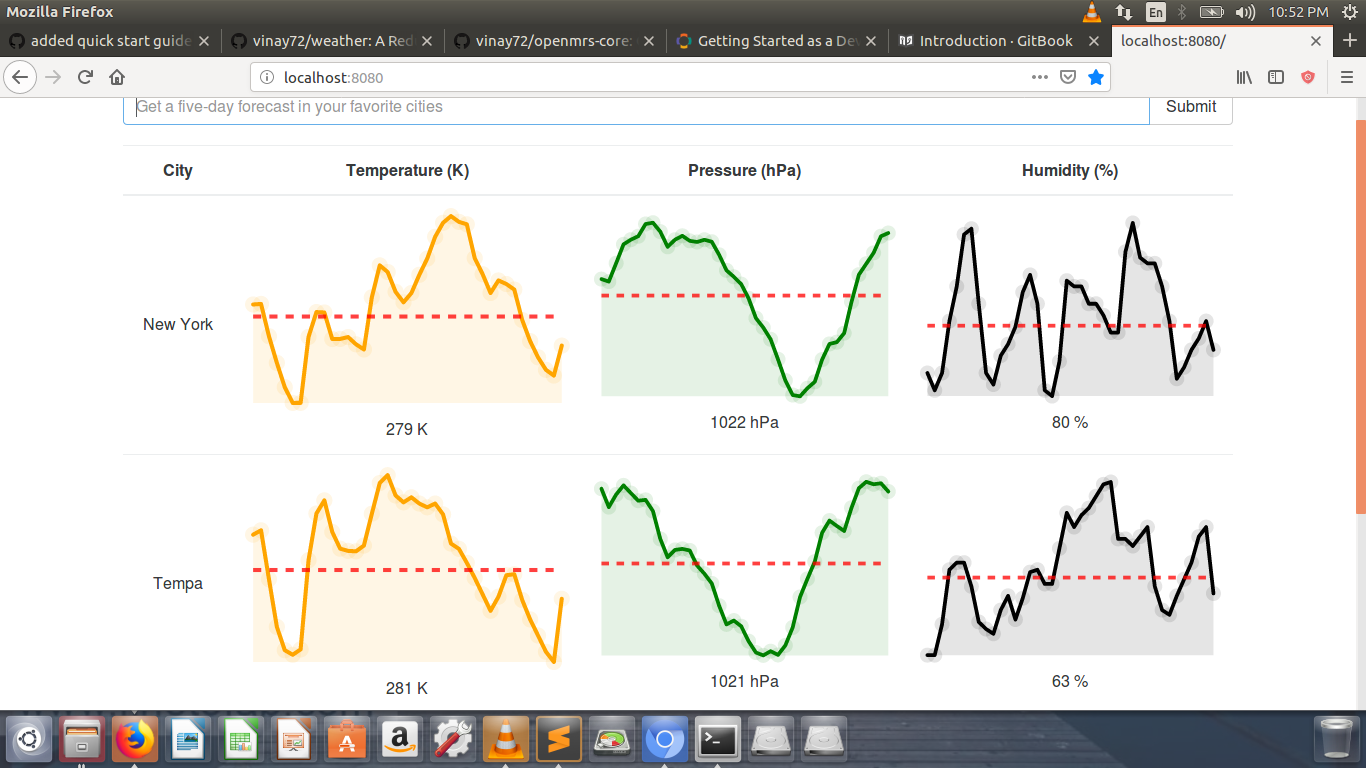 Mozilla Firefox
En
10:52 PM
added quick start guide
vinay72/weather: A Red
vinay72/openmrs-core:
Getting Started as a Dev
Introduction · GitBook
localhost:8080/
localhost:8080
Get a five-day forecast in your favorite cities
Submit
City
Temperature (K)
Pressure (hPa)
Humidity (%)
New York
279 K
1022 hPa
80 %
Tempa
281 K
1021 hPa
63 %